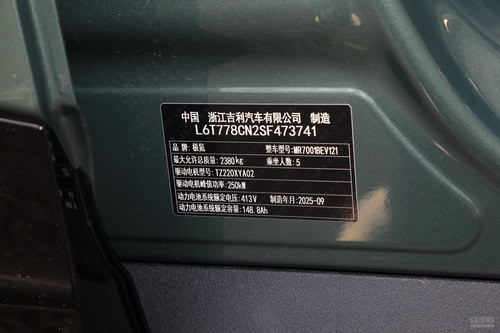 中国 浙江吉利汽车有限公司 制造
L6T778CN2SF473741
品 牌:极氪 整车型号:MR7001BEV121
最大允许总质量:2380kg 乘坐人数:5
驱动电机型号:TZ220XYA02
驱动电机峰值功率:250kW
动力电池系统额定电压:413V 制造年月:2025-09
动力电池系统额定容量:148.8Ah